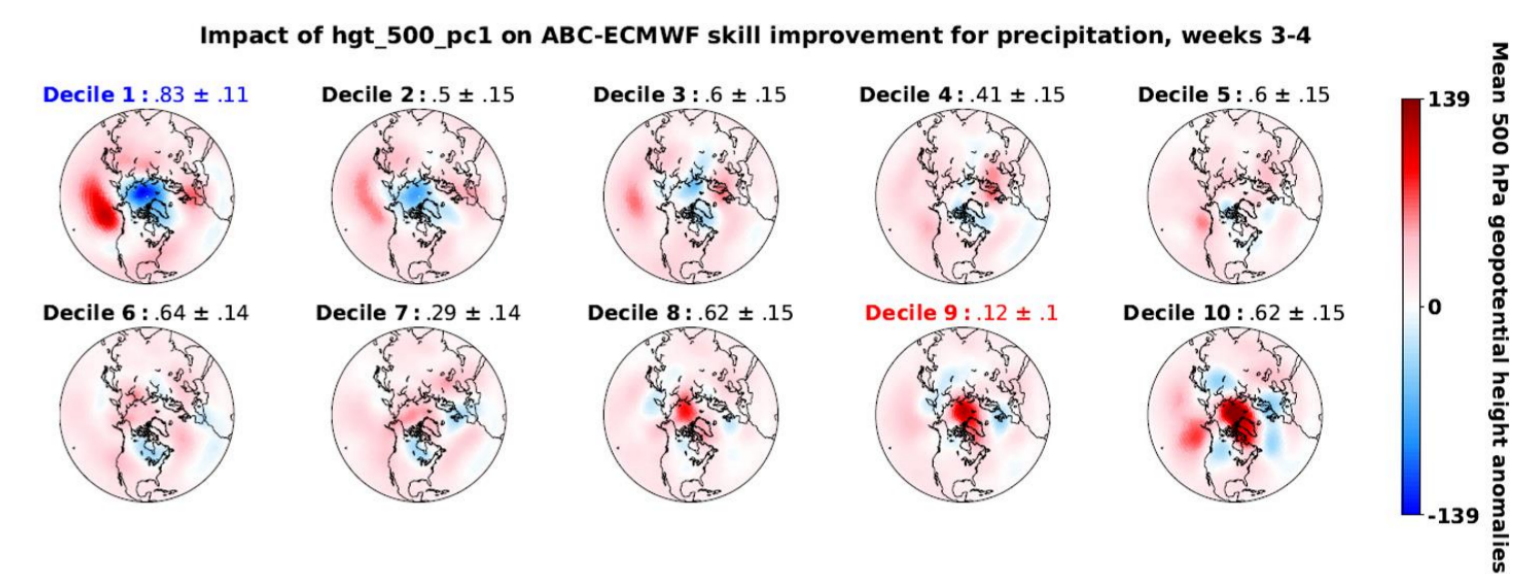 Impact of hgt_500_pc1 on ABC-ECMWF skill improvement for precipitation, weeks 3-4
Decile 1: .83 ± .11
Decile 2: .5 ± .15
Decile 3: .6 ± .15
Decile 4: .41 ± .15
Decile 5: .6 ± .15
Decile 6: .64 ± .14
Decile 7: .29 ± .14
Decile 8: .62 ± .15
Decile 9: .12 ± .1
Decile 10: .62 ± .15
139
0
-139
Mean 500 hPa geopotential height anomalies